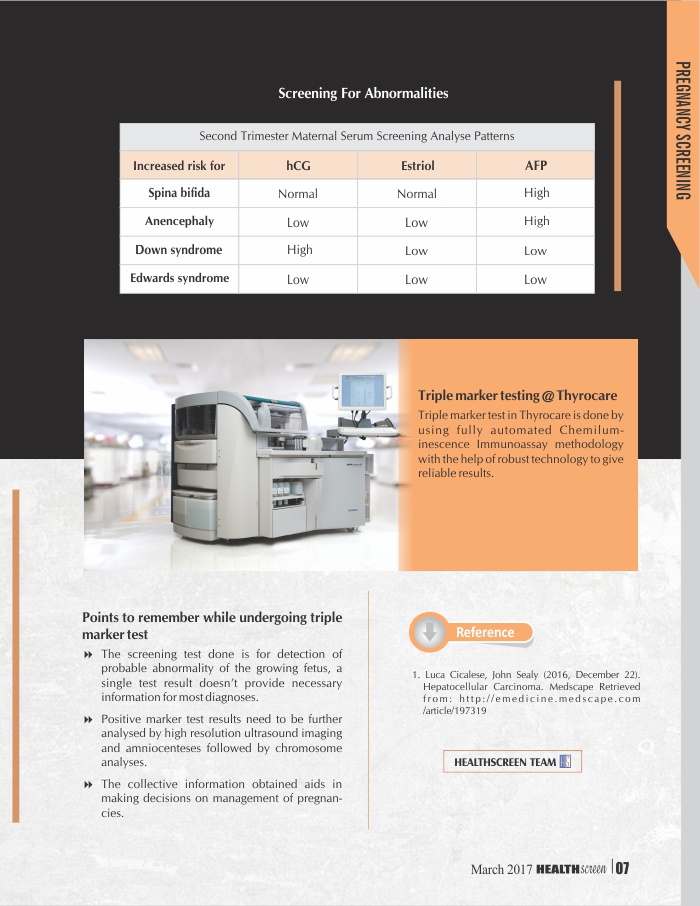 PREGNANCY SCREENING
Screening For Abnormalities
Second Trimester Maternal Serum Screening Analyse Patterns
Increased risk for hCG Estriol AFP
Spina bifida Normal Normal High
Anencephaly Low Low High
Down syndrome High Low Low
Edwards syndrome Low Low Low
Triple marker testing @ Thyrocare
Triple marker test in Thyrocare is done by
using fully automated Chemilum-
inescence Immunoassay methodology
with the help of robust technology to give
reliable results.
Points to remember while undergoing triple
marker test
The screening test done is for detection of
probable abnormality of the growing fetus, a
single test result doesn't provide necessary
information for most diagnoses.
Positive marker test results need to be further
analysed by high resolution ultrasound imaging
and amniocenteses followed by chromosome
analyses.
The collective information obtained aids in
making decisions on management of pregnan-
cies.
Reference
1. Luca Cicalese, John Sealy (2016, December 22).
Hepatocellular Carcinoma. Medscape Retrieved
from: http://emedicine.medscape.com
/article/197319
HEALTHSCREEN TEAM
March 2017 HEALTHscreen 07